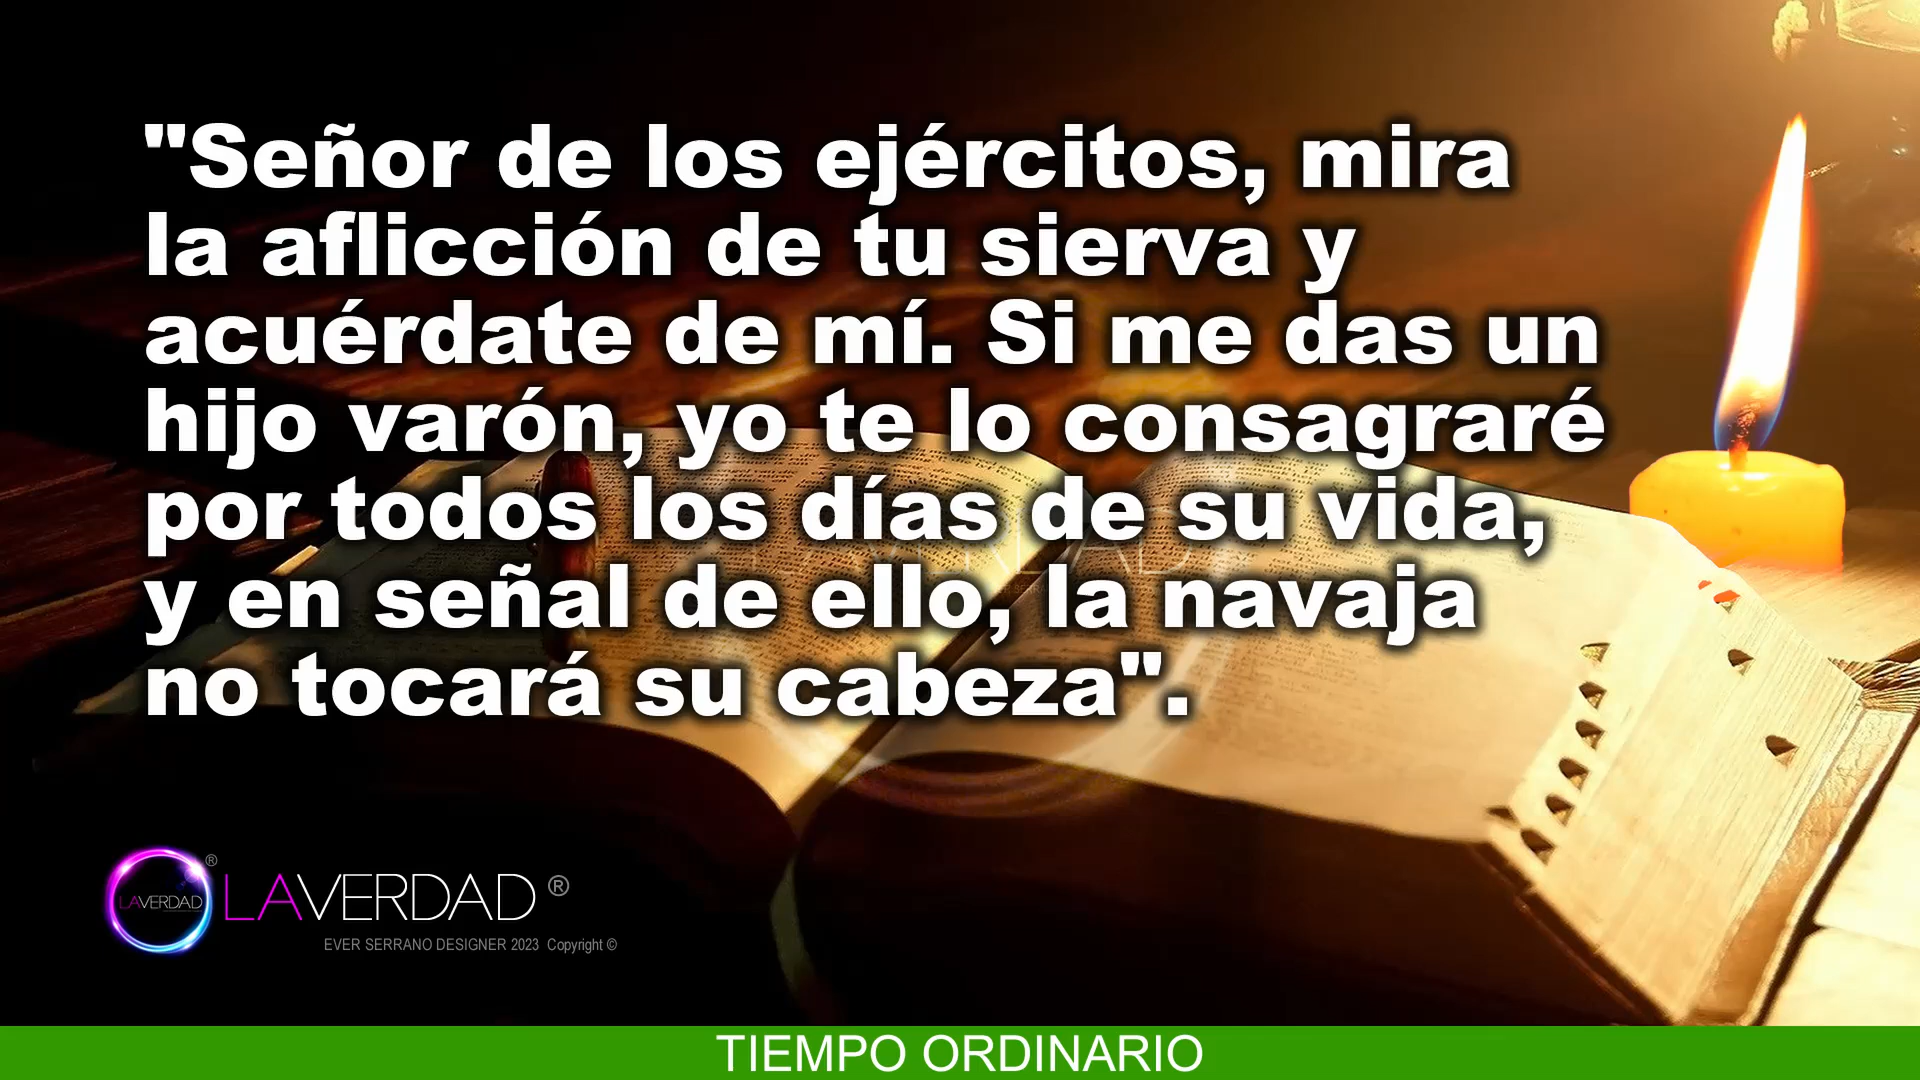 "Señor de los ejércitos, mira
la aflicción de tu sierva y
acuérdate de mí. Si me das un
hijo varón, yo te lo consagraré
por todos los días de su vida,
y en señal de ello, la navaja
no tocará su cabeza".
LAVERDAD ®
LAVERDAD ®
EVER SERRANO DESIGNER 2023 Copyright ©
TIEMPO ORDINARIO